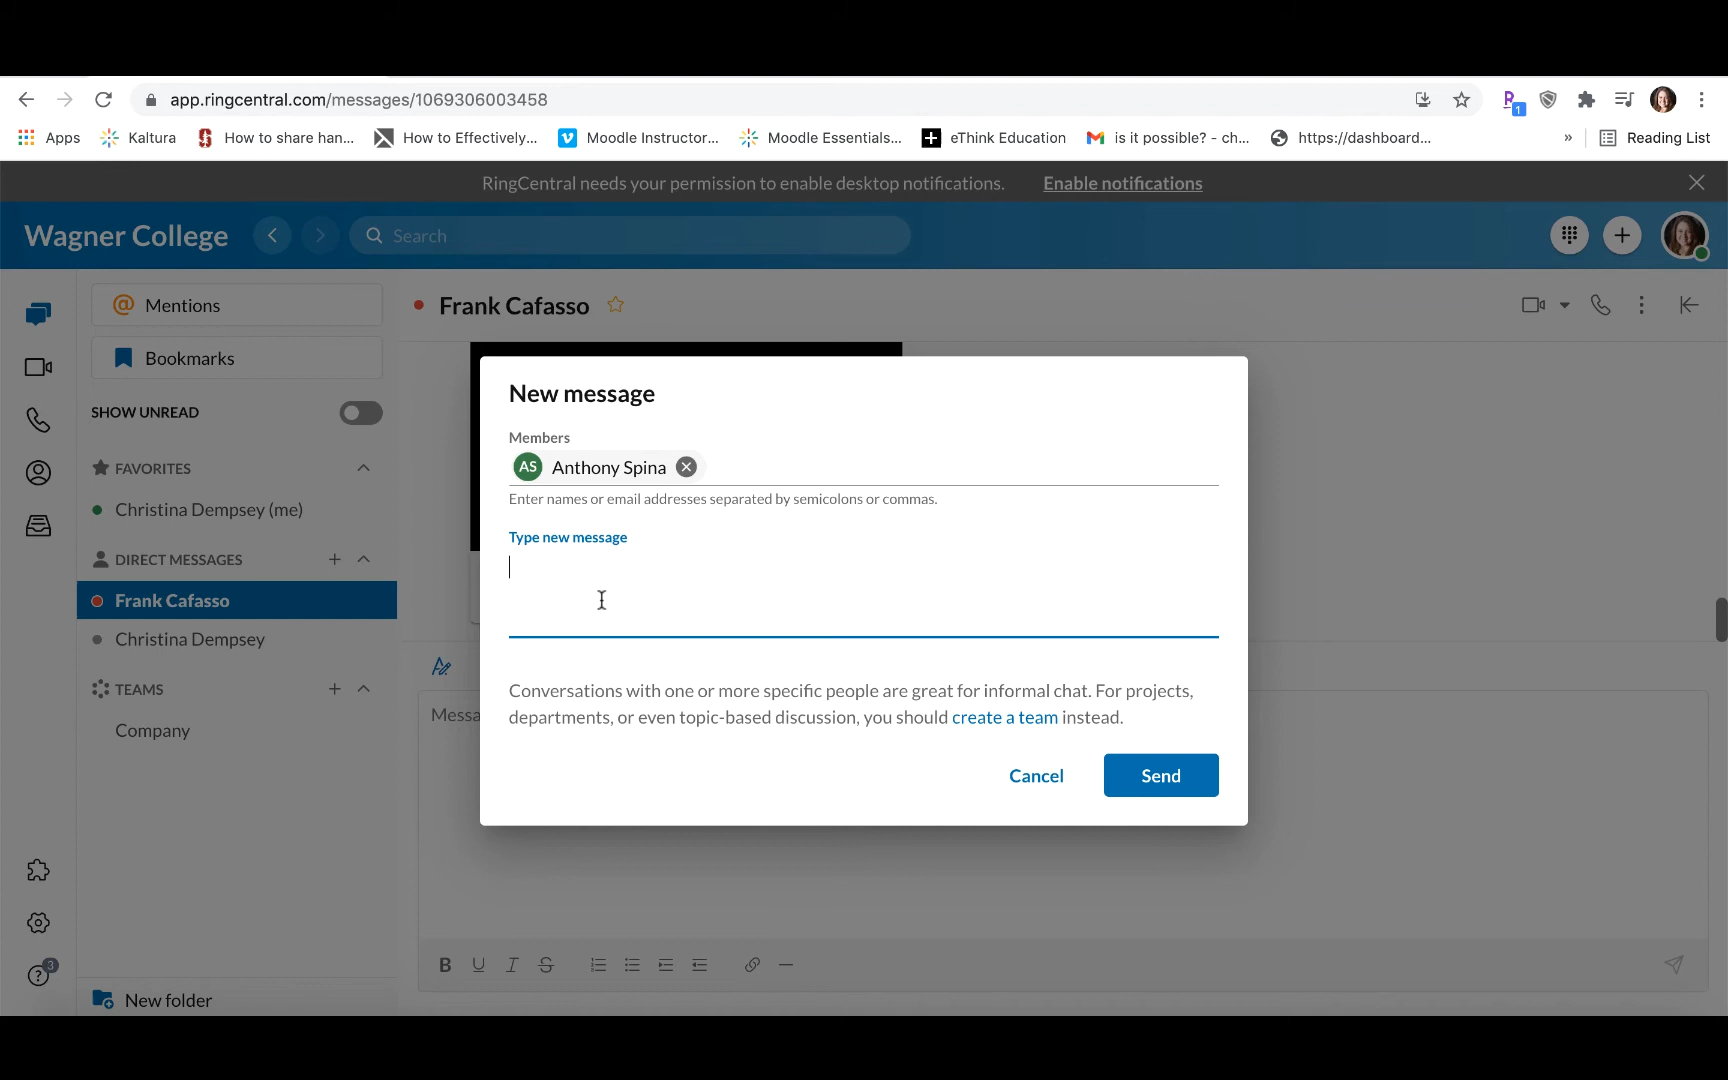 app.ringcentral.com/messages/1069306003458
1
Apps Kaltura How to share han... How to Effectively... Moodle Instructor... Moodle Essentials... eThink Education is it possible? - ch... https://dashboard... » Reading List
RingCentral needs your permission to enable desktop notifications. Enable notifications
Wagner College Search
Mentions
Bookmarks
SHOW UNREAD
FAVORITES
Christina Dempsey (me)
DIRECT MESSAGES
Frank Cafasso
Christina Dempsey
TEAMS
Company
New folder
3
Frank Cafasso
New message
Members
AS Anthony Spina
Enter names or email addresses separated by semicolons or commas.
Type new message
Conversations with one or more specific people are great for informal chat. For projects,
departments, or even topic-based discussion, you should create a team instead.
Cancel Send
Messa
B U I S